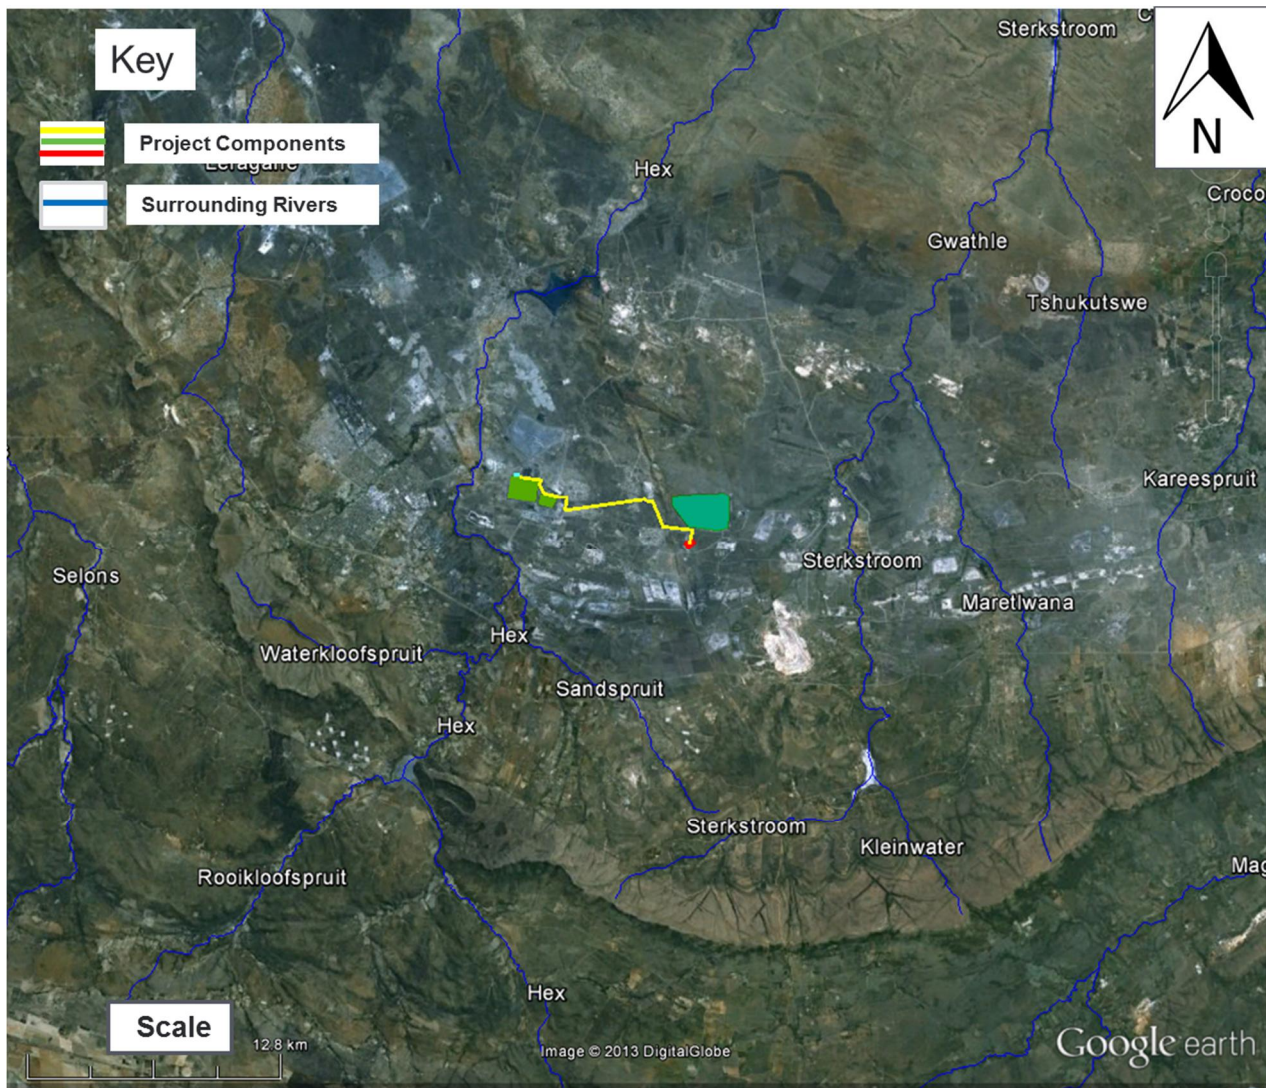 Sterkstroom
Key
Project Components
Leragane
Surrounding Rivers
N
Hex
Croco
Gwathle
Tshukutswe
Kareespruit
Sterkstroom
Selons
Maretlwana
Hex
Waterkloofspruit
Sandspruit
Hex
Sterkstroom
Kleinwater
Mag
Rooikloofspruit
Hex
Scale
12.8 km
Image © 2013 DigitalGlobe
Google earth